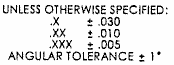 UNLESS OTHERWISE SPECIFIED:
.X ± .030
.XX ± .010
.XXX ± .005
ANGULAR TOLERANCE ± 1°